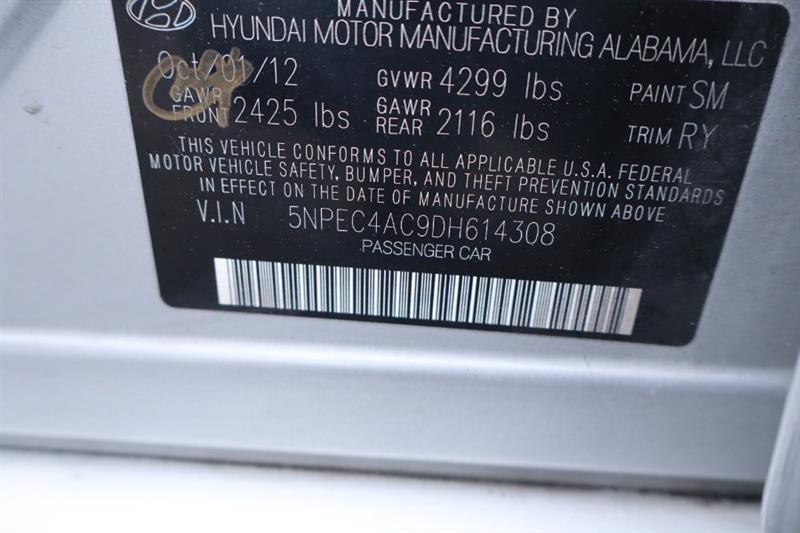 MANUFACTURED BY
HYUNDAI MOTOR MANUFACTURING ALABAMA, LLC
Oct/01/12 GVWR 4299 lbs PAINT SM
GAWR FRONT 2425 lbs GAWR REAR 2116 lbs TRIM RY
THIS VEHICLE CONFORMS TO ALL APPLICABLE U.S.A. FEDERAL
MOTOR VEHICLE SAFETY, BUMPER, AND THEFT PREVENTION STANDARDS
IN EFFECT ON THE DATE OF MANUFACTURE SHOWN ABOVE
V.I.N 5NPEC4AC9DH614308
PASSENGER CAR